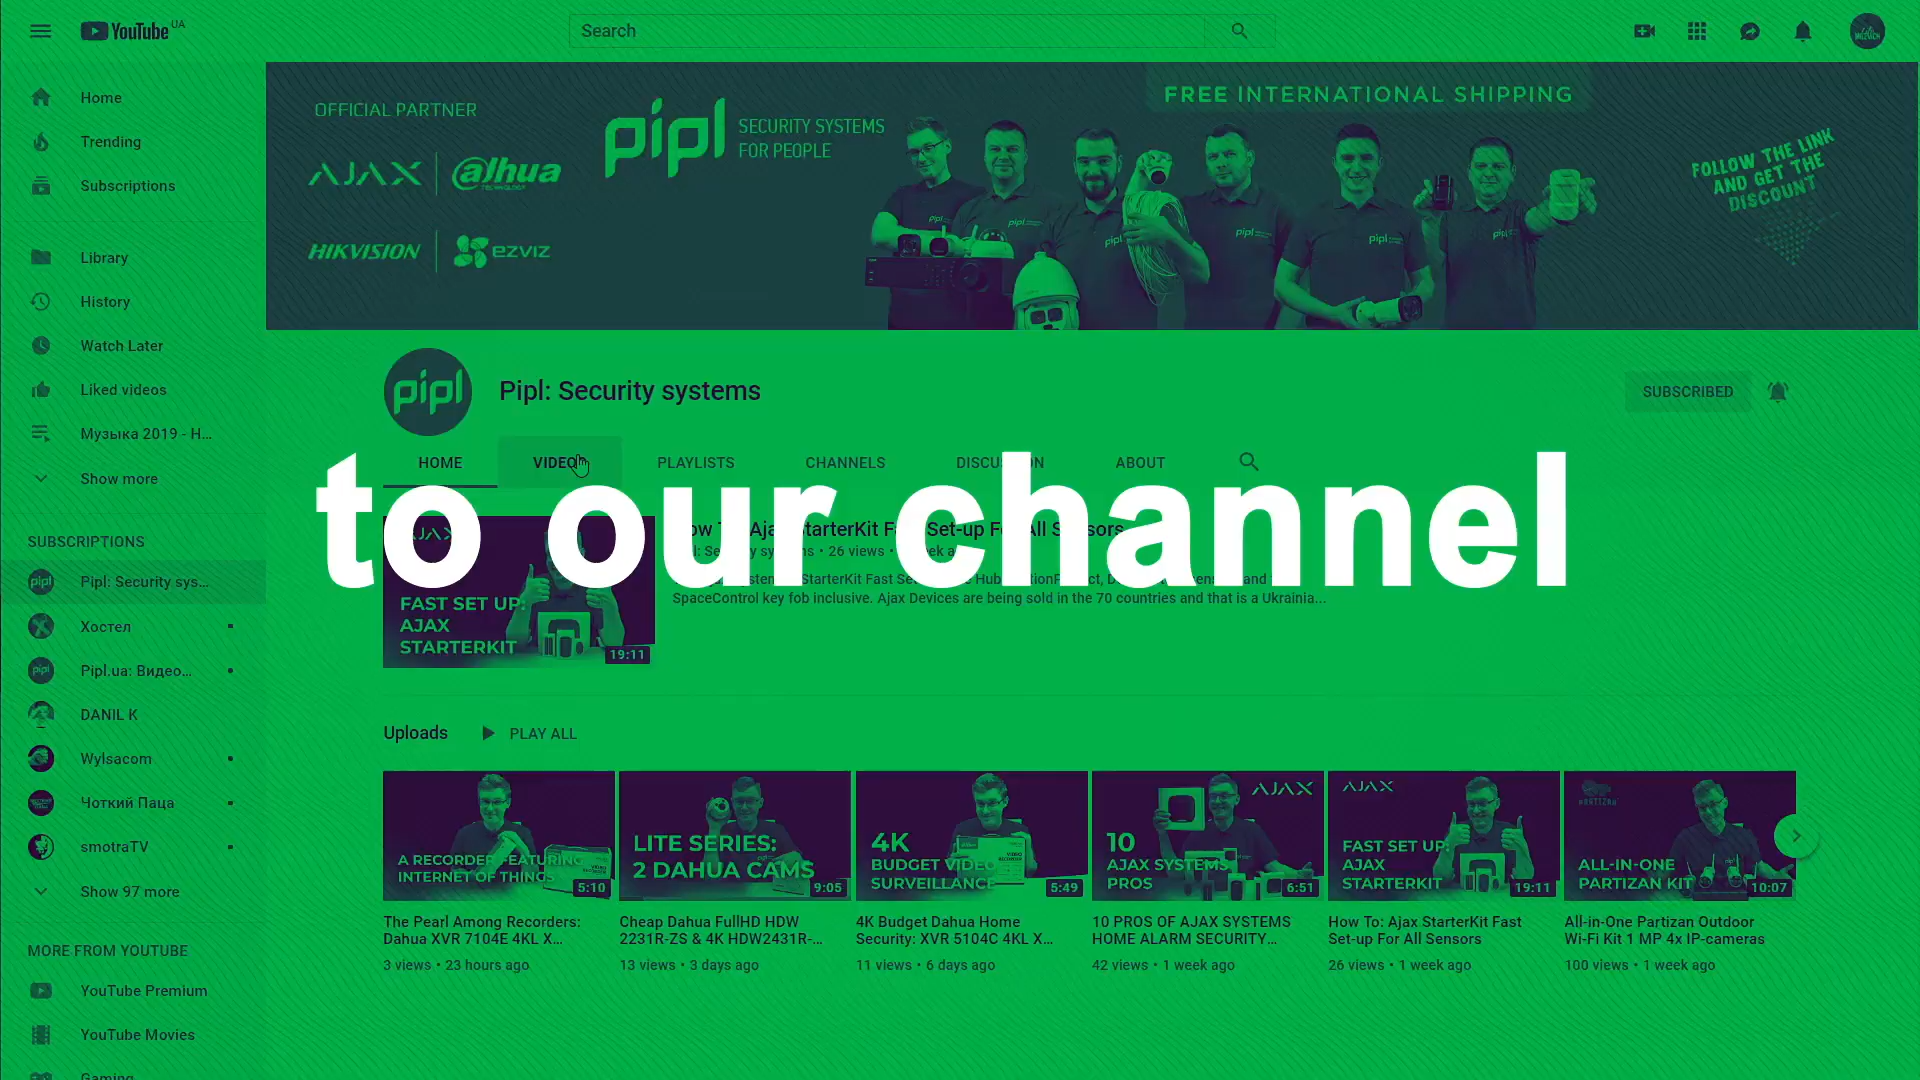 YouTube UA
Search
Home
Trending
Subscriptions
Library
History
Watch Later
Liked videos
Музыка 2019 - Н...
Show more
SUBSCRIPTIONS
Pipl: Security sys...
Хостел
Pipl.ua: Видео...
DANIL K
Wylsacom
Чоткий Паца
smotraTV
Show 97 more
MORE FROM YOUTUBE
YouTube Premium
YouTube Movies
Gaming
OFFICIAL PARTNER
AJAX
alhua
TECHNOLOGY
HIKVISION
ezviz
pipl
SECURITY SYSTEMS
FOR PEOPLE
FREE INTERNATIONAL SHIPPING
FOLLOW THE LINK
AND GET THE
DISCOUNT
pipl
Pipl: Security systems
SUBSCRIBED
HOME
PLAYLISTS
CHANNELS
ABOUT
to our channel
StarterKit
Set-up
All
26 views
StarterKit Fast
SpaceControl key fob inclusive. Ajax Devices are being sold in the 70 countries and that is a Ukrainia...
FAST SET UP:
AJAX
STARTERKIT
19:11
Uploads
PLAY ALL
A RECORDER FEATURING
INTERNET OF THINGS
5:10
The Pearl Among Recorders:
Dahua XVR 7104E 4KL X...
3 views • 23 hours ago
LITE SERIES:
2 DAHUA CAMS
9:05
Cheap Dahua FullHD HDW
2231R-ZS & 4K HDW2431R-...
13 views • 3 days ago
4K
BUDGET VIDEO
SURVEILLANCE
5:49
4K Budget Dahua Home
Security: XVR 5104C 4KL X...
11 views • 6 days ago
AJAX
10
AJAX SYSTEMS
PROS
6:51
10 PROS OF AJAX SYSTEMS
HOME ALARM SECURITY...
42 views • 1 week ago
AJAX
FAST SET UP:
AJAX
STARTERKIT
19:11
How To: Ajax StarterKit Fast
Set-up For All Sensors
26 views • 1 week ago
ALL-IN-ONE
PARTIZAN KIT
10:07
All-in-One Partizan Outdoor
Wi-Fi Kit 1 MP 4x IP-cameras
100 views • 1 week ago